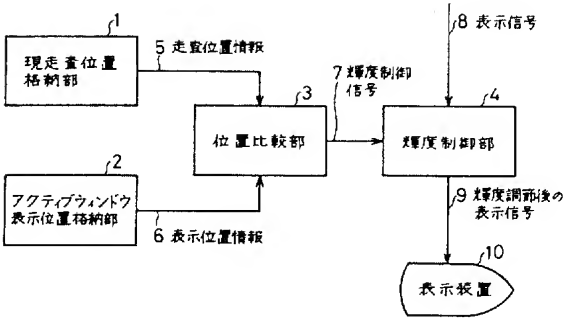 1
現走査位置
格納部
5 走査位置情報
2
アクティブウィンドウ
表示位置格納部
6 表示位置情報
3
位置比較部
7 輝度制御
信号
8 表示信号
4
輝度制御部
9 輝度調節後の
表示信号
10
表示装置